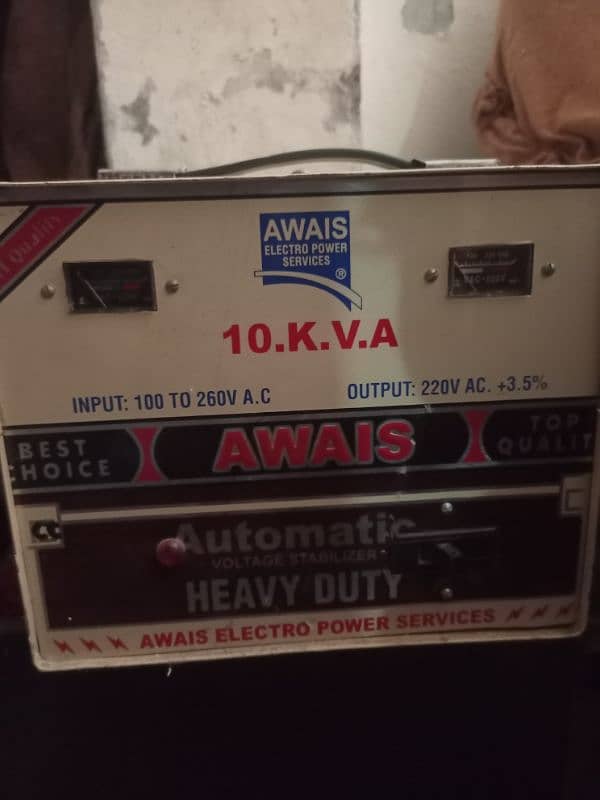 Quality
AWAIS
ELECTRO POWER
SERVICES
®
10.K.V.A
INPUT: 100 TO 260V A.C
OUTPUT: 220V AC. +3.5%
BEST
CHOICE
AWAIS
TOP
QUALIT
Automatic
VOLTAGE STABILIZER
HEAVY DUTY
AWAIS ELECTRO POWER SERVICES